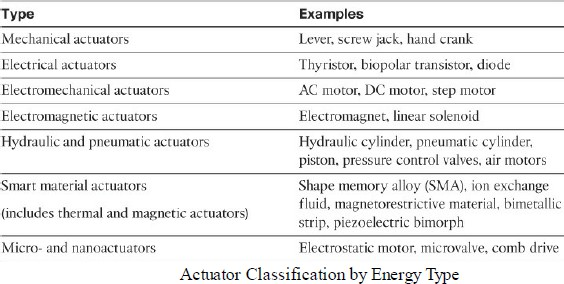 Type Examples
Mechanical actuators Lever, screw jack, hand crank
Electrical actuators Thyristor, biopolar transistor, diode
Electromechanical actuators AC motor, DC motor, step motor
Electromagnetic actuators Electromagnet, linear solenoid
Hydraulic and pneumatic actuators Hydraulic cylinder, pneumatic cylinder,
piston, pressure control valves, air motors
Smart material actuators Shape memory alloy (SMA), ion exchange
(includes thermal and magnetic actuators) fluid, magnetorestrictive material, bimetallic
strip, piezoelectric bimorph
Micro- and nanoactuators Electrostatic motor, microvalve, comb drive
Actuator Classification by Energy Type